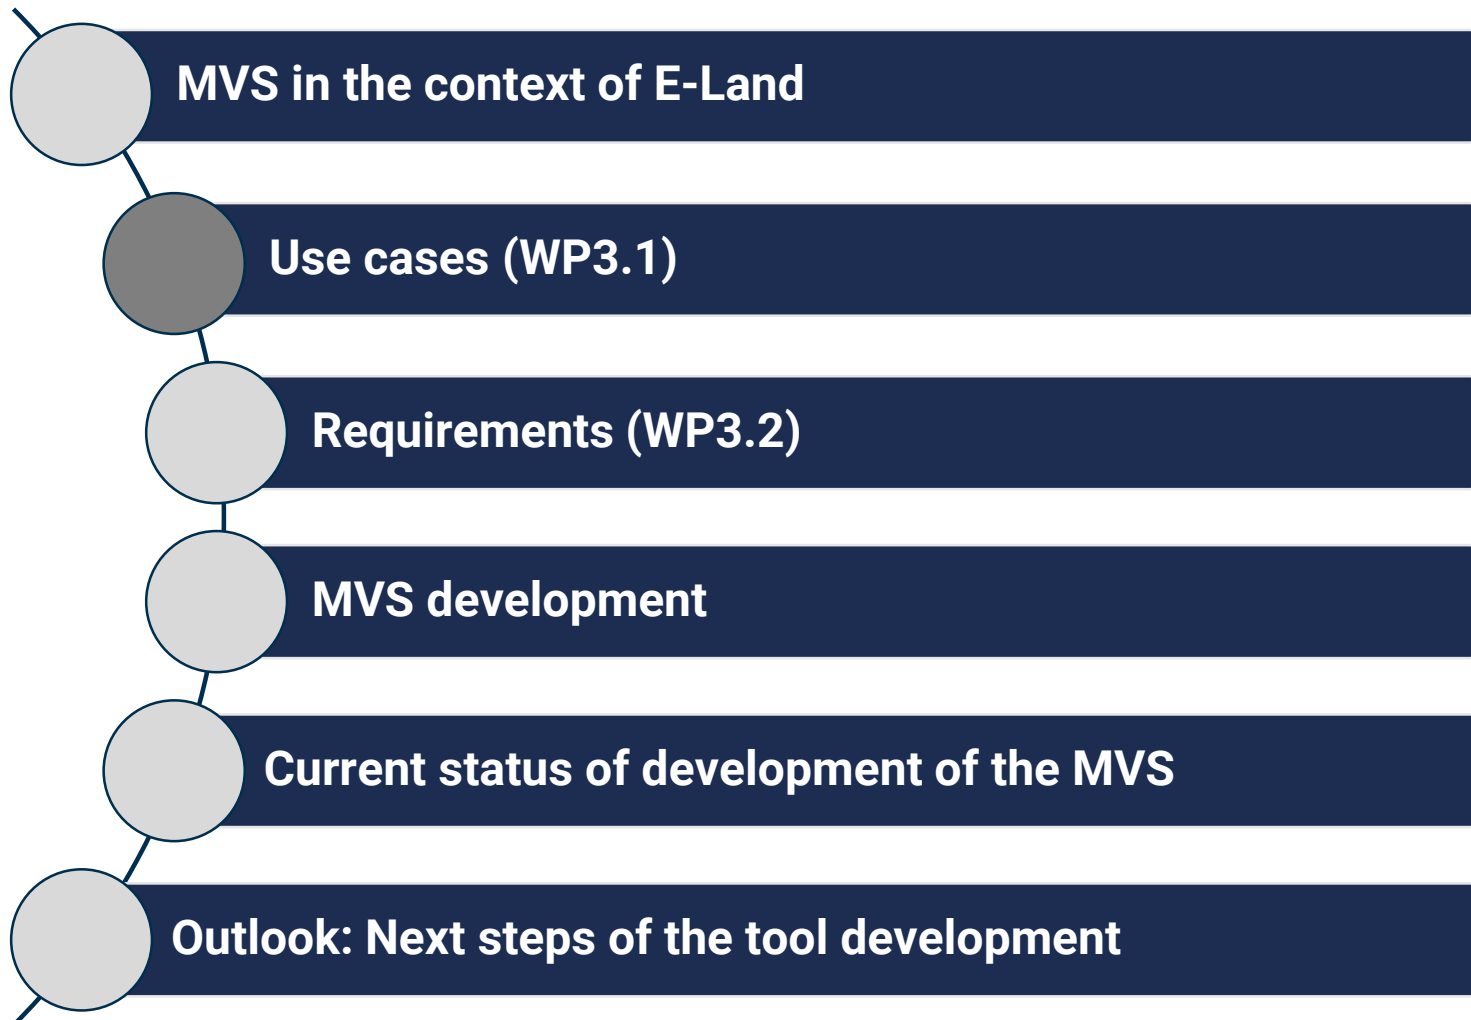 MVS in the context of E-Land
Use cases (WP3.1)
Requirements (WP3.2)
MVS development
Current status of development of the MVS
Outlook: Next steps of the tool development